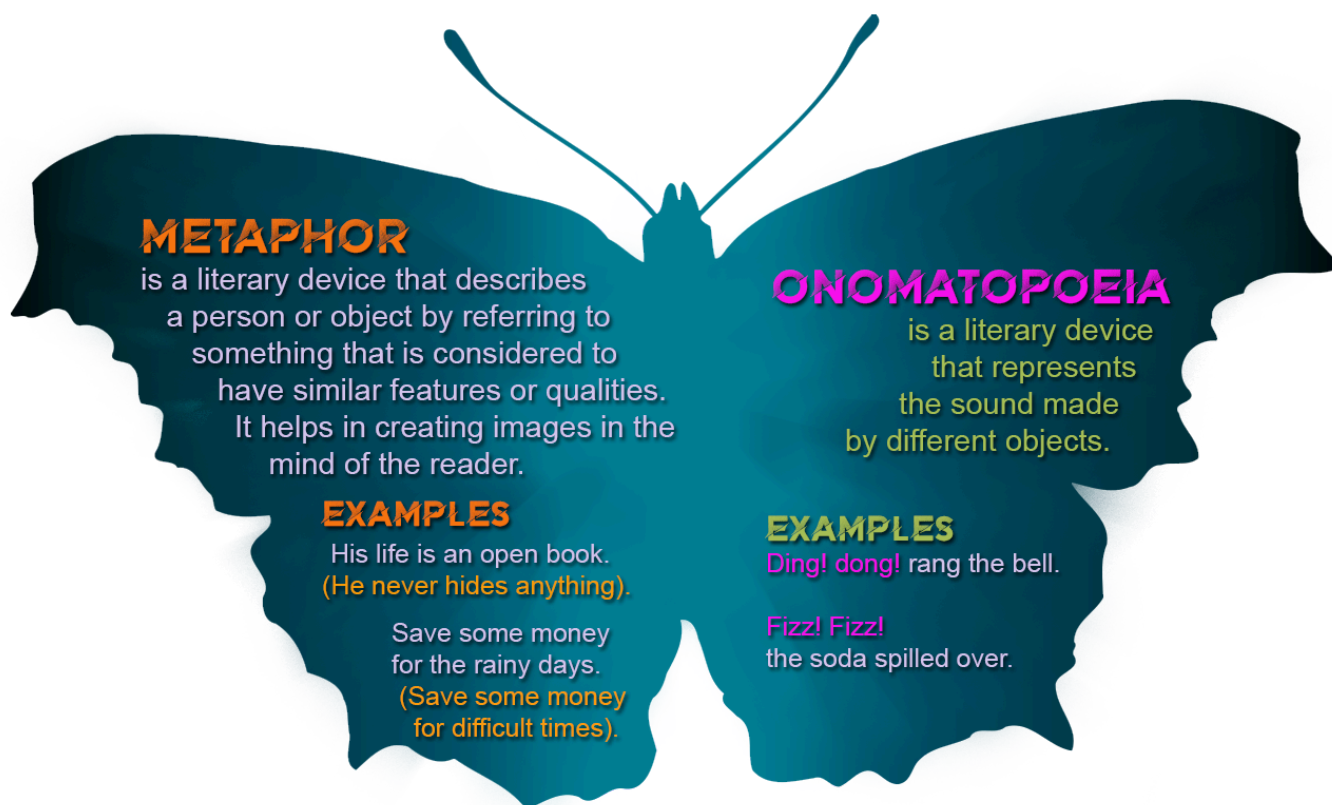 METAPHOR
is a literary device that describes
a person or object by referring to
something that is considered to
have similar features or qualities.
It helps in creating images in the
mind of the reader.
EXAMPLES
His life is an open book.
(He never hides anything).
Save some money
for the rainy days.
(Save some money
for difficult times).
ONOMATOPOEIA
is a literary device
that represents
the sound made
by different objects.
EXAMPLES
Ding! dong! rang the bell.
Fizz! Fizz!
the soda spilled over.